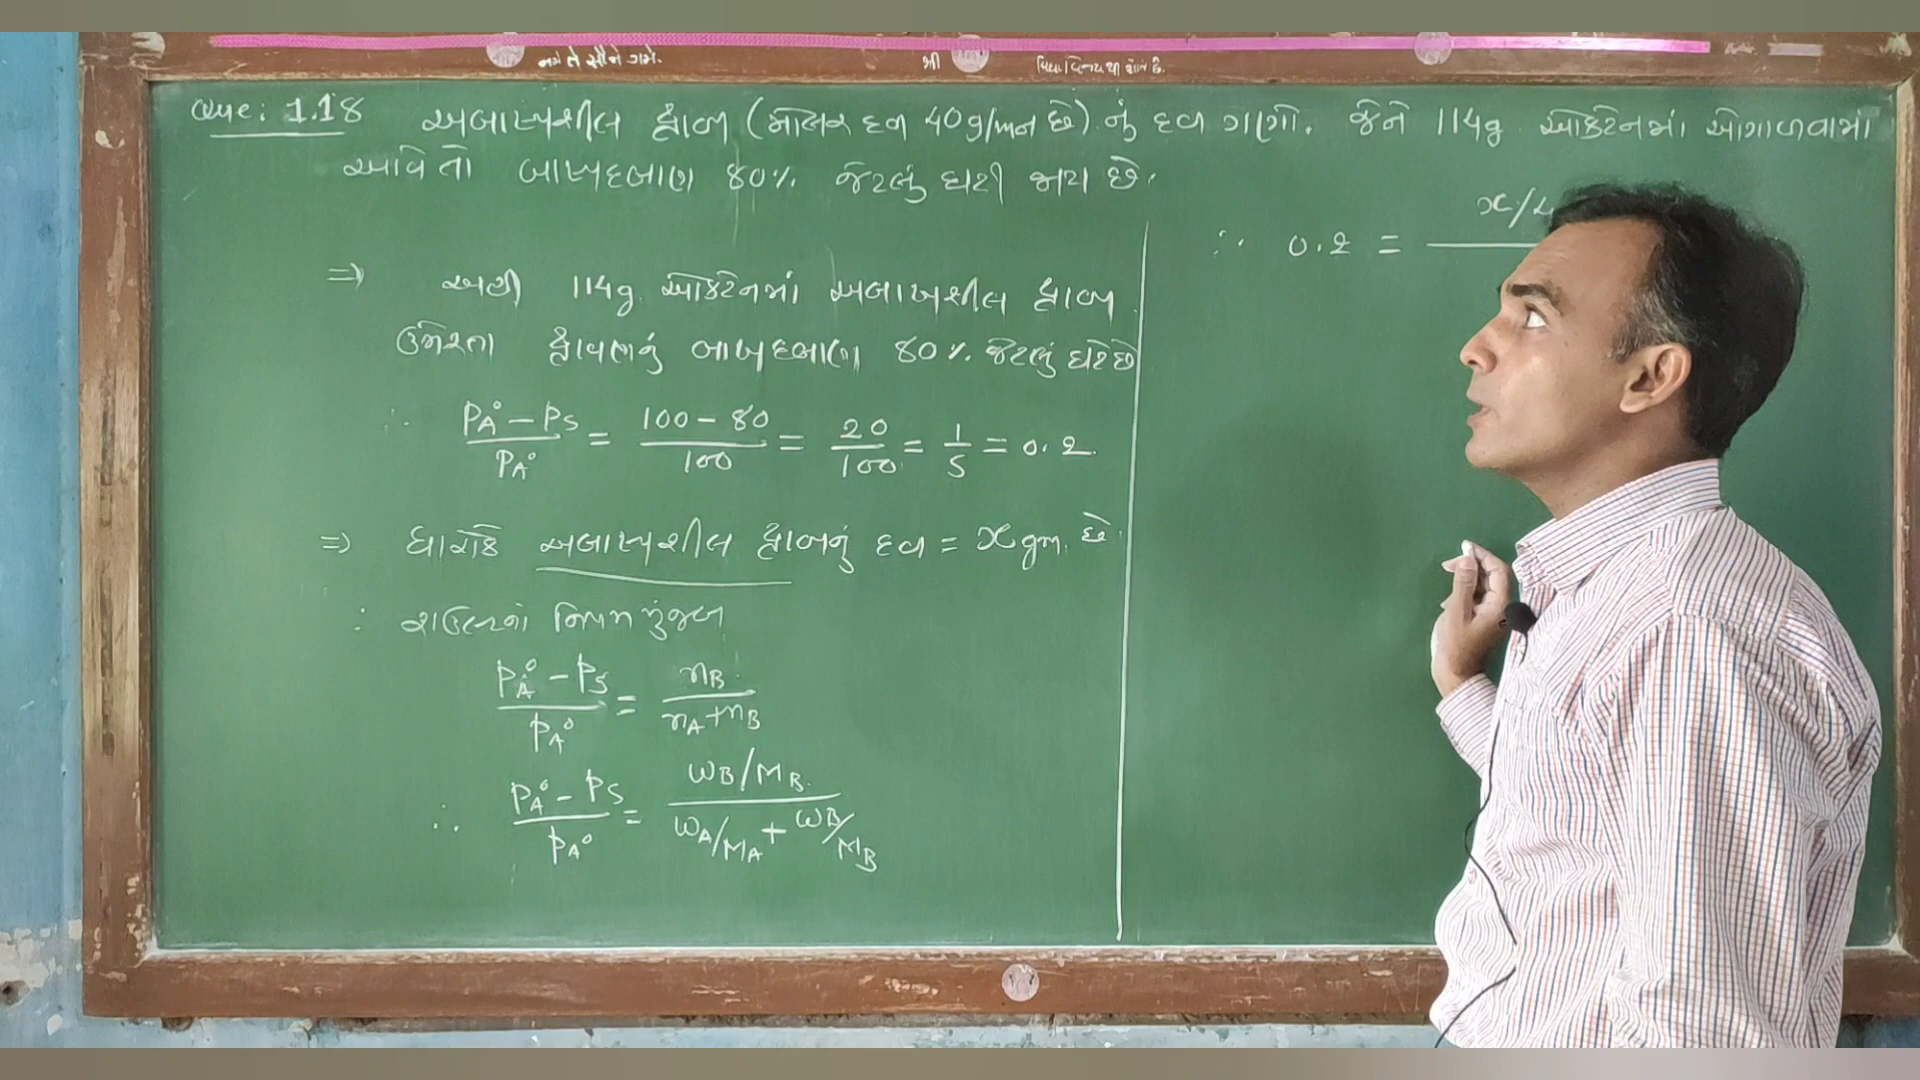 નમે તે સૌને ગમે.
શ્રી
Que: 1.18 અબાષ્પશીલ દ્રાવ્ય (મોલર દળ 40g/mol છે) નું દળ ગણો. જેને 114g ઓક્ટેનમાં ઓગાળવામાં
આવે તો બાષ્પદબાણ 80% જેટલું ઘટી જાય છે.
⇒ અહી 114g ઓક્ટેનમાં અબાષ્પશીલ દ્રાવ્ય
ઉમેરતા દ્રાવણનું બાષ્પદબાણ 80% જેટલું ઘટે છે
∴ PA° - PS / PA° = 100 - 80 / 100 = 20 / 100 = 1 / 5 = 0.2
⇒ ધારોકે અબાષ્પશીલ દ્રાવ્યનું દળ = x gm. છે.
∴ રાઉલ્ટના નિયમ મુજબ
PA° - PS / PA° = nB / nA + nB
∴ PA° - PS / PA° = WB/MB / WA/MA + WB/MB
∴ 0.2 = x/4